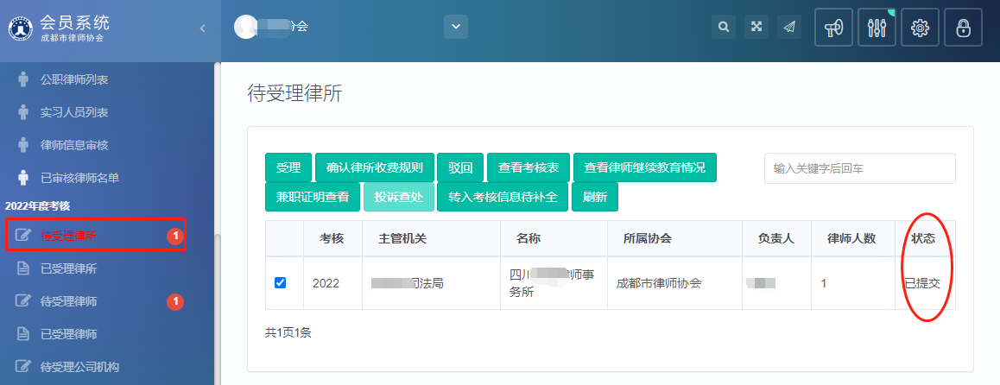 会员系统
成都市律师协会
分会
公职律师列表
实习人员列表
律师信息审核
已审核律师名单
2022年度考核
待受理律所
1
已受理律所
待受理律师
1
已受理律师
待受理公司机构
待受理律所
受理
确认律所收费规则
驳回
查看考核表
查看律师继续教育情况
输入关键字后回车
兼职证明查看
投诉查处
转入考核信息待补全
刷新
考核
主管机关
名称
所属协会
负责人
律师人数
状态
2022
司法局
四川 律师事
务所
成都市律师协会
1
已提交
共1页1条